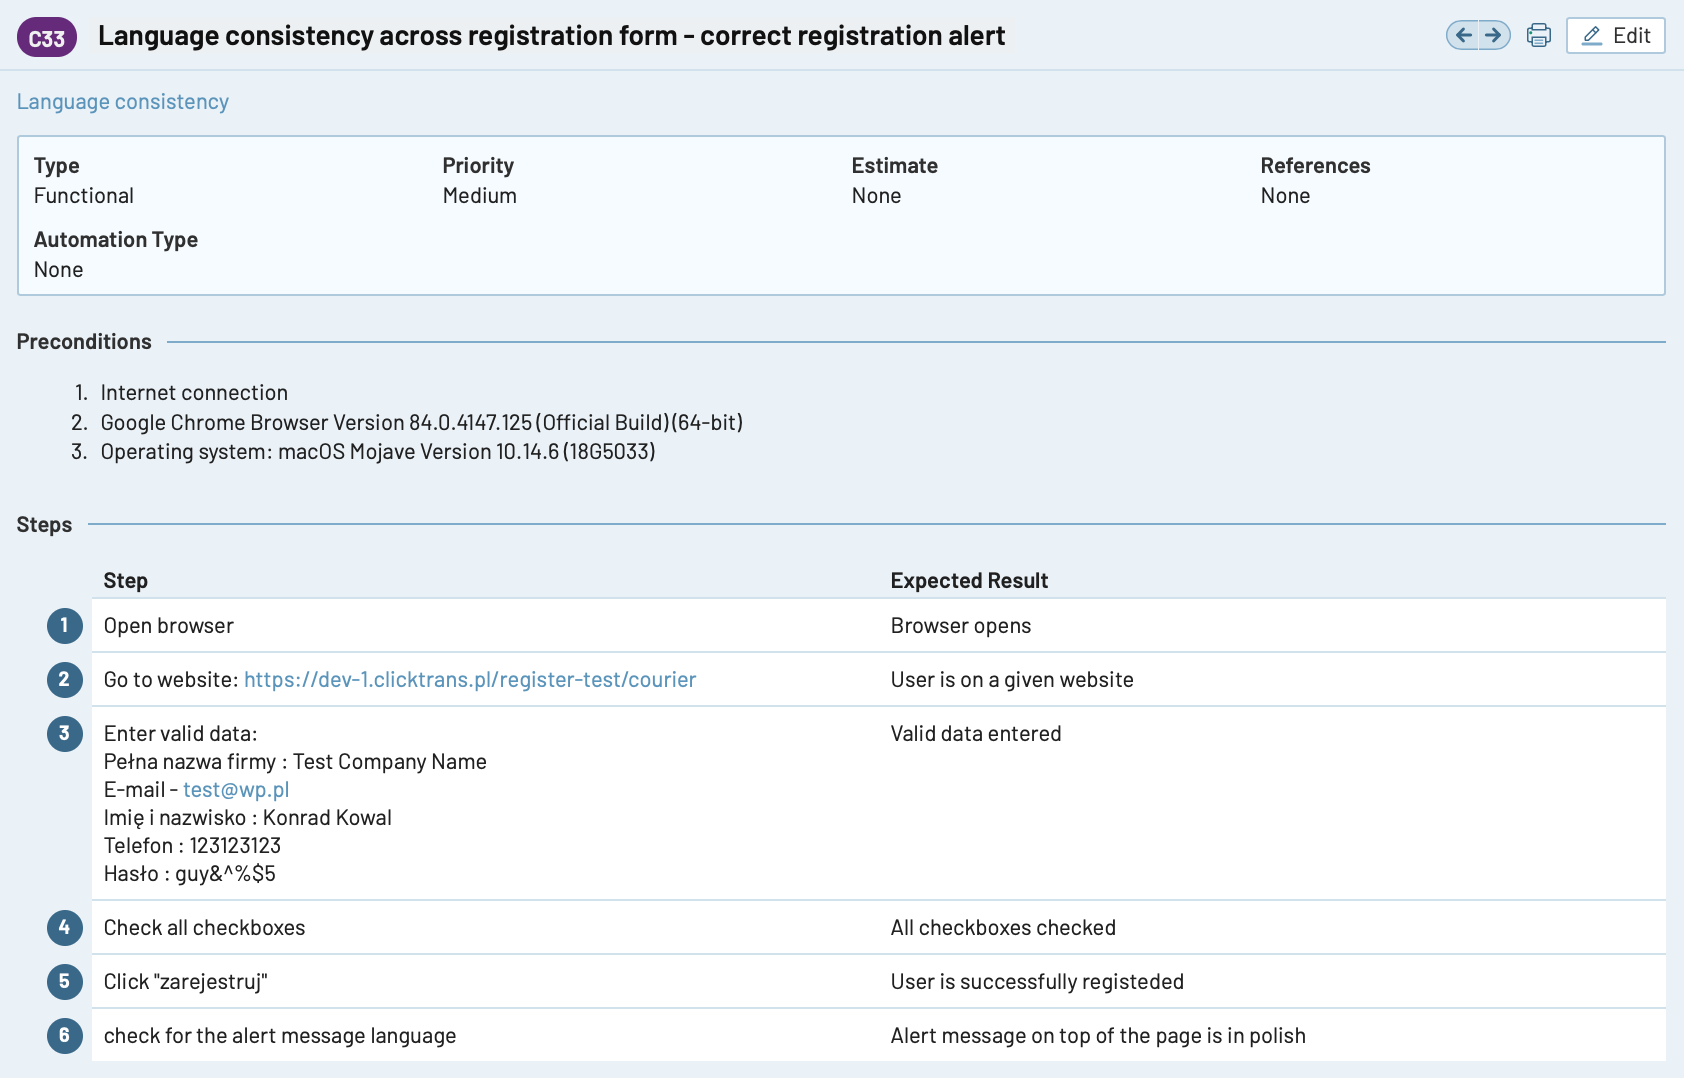 C33 Language consistency across registration form - correct registration alert Edit
Language consistency
Type Priority Estimate References
Functional Medium None None
Automation Type
None
Preconditions
1. Internet connection
2. Google Chrome Browser Version 84.0.4147.125 (Official Build) (64-bit)
3. Operating system: macOS Mojave Version 10.14.6 (18G5033)
Steps
Step Expected Result
1 Open browser Browser opens
2 Go to website: https://dev-1.clicktrans.pl/register-test/courier User is on a given website
3 Enter valid data: Valid data entered
Pełna nazwa firmy : Test Company Name
E-mail - test@wp.pl
Imię i nazwisko : Konrad Kowal
Telefon : 123123123
Hasło : guy&^%$5
4 Check all checkboxes All checkboxes checked
5 Click "zarejestruj" User is successfully registeded
6 check for the alert message language Alert message on top of the page is in polish